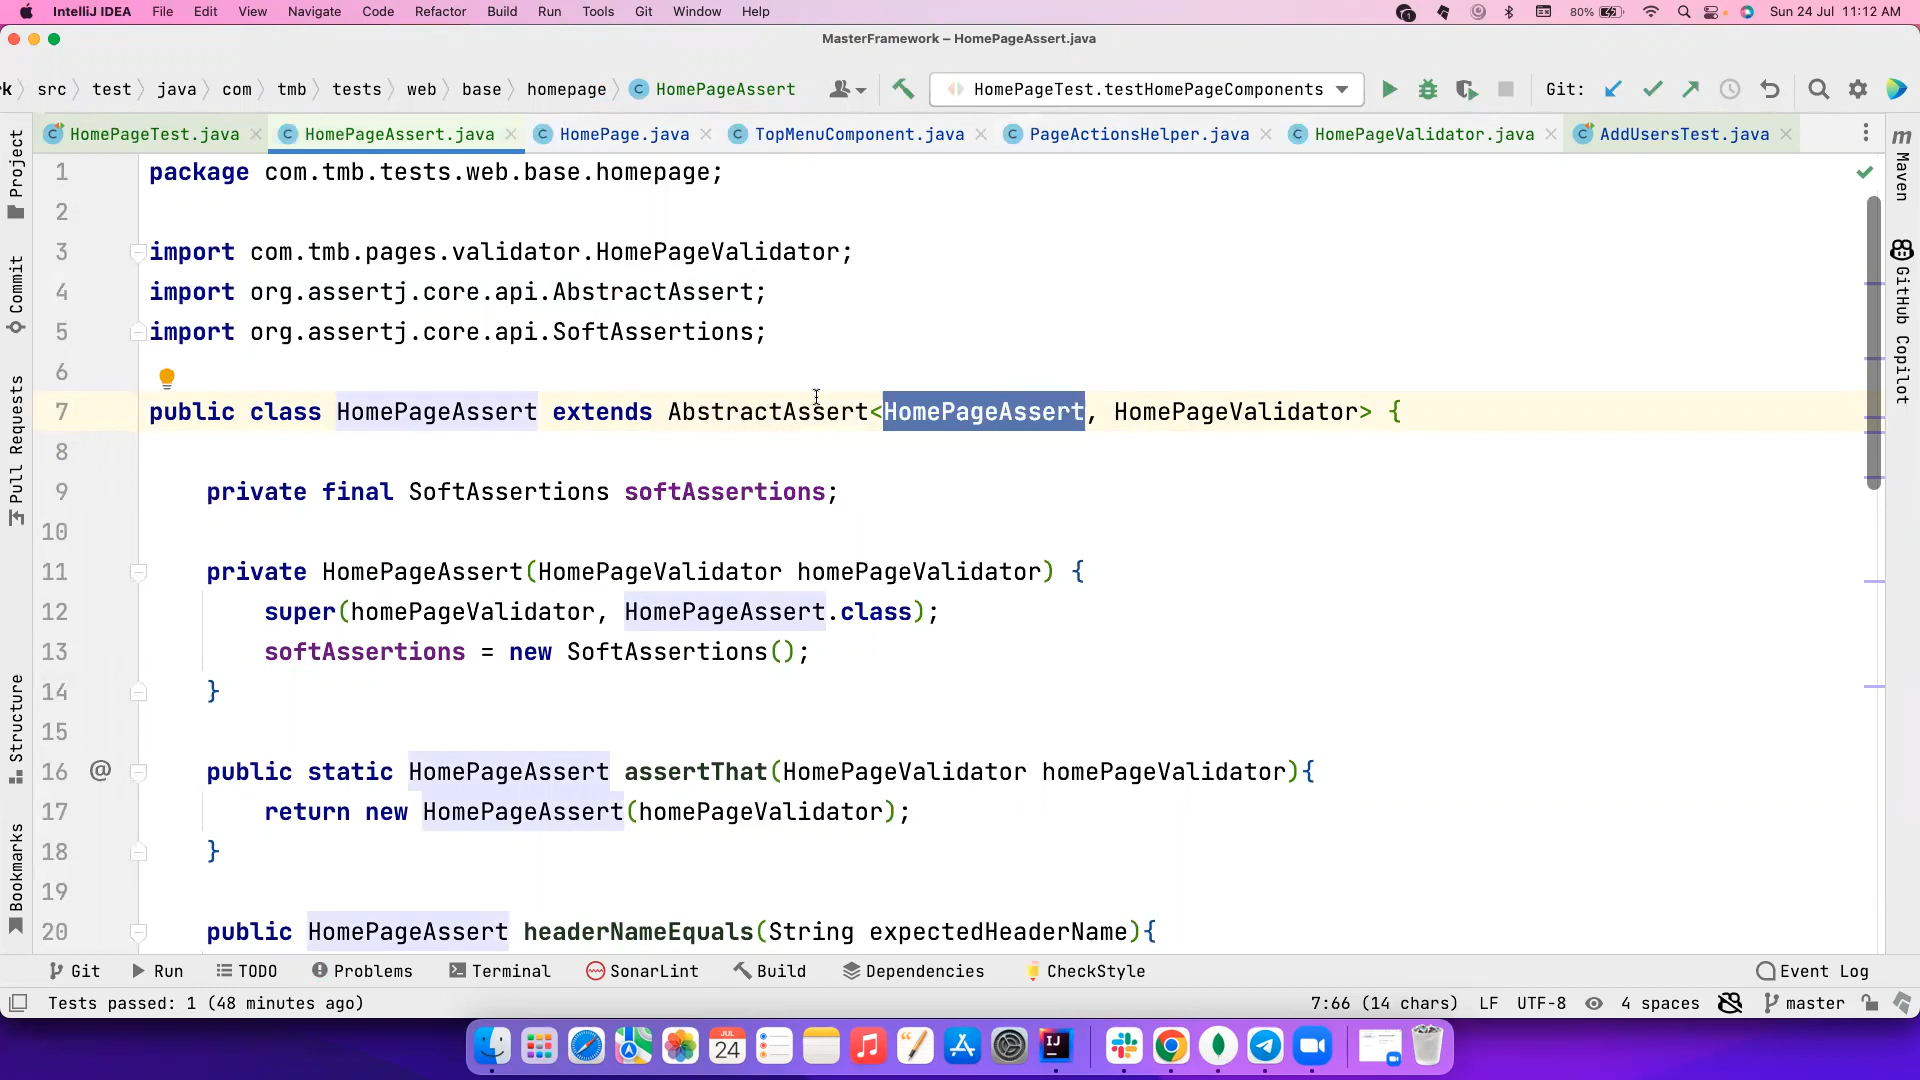 IntelliJ IDEA File Edit View Navigate Code Refactor Build Run Tools Git Window Help 1 80% Sun 24 Jul 11:12 AM
MasterFramework – HomePageAssert.java
k src test java com tmb tests web base homepage C HomePageAssert HomePageTest.testHomePageComponents Git:
C HomePageTest.java C HomePageAssert.java C HomePage.java C TopMenuComponent.java C PageActionsHelper.java C HomePageValidator.java C AddUsersTest.java
Project
Commit
Pull Requests
Structure
Bookmarks
m Maven
GitHub Copilot
1 package com.tmb.tests.web.base.homepage;
2
3 import com.tmb.pages.validator.HomePageValidator;
4 import org.assertj.core.api.AbstractAssert;
5 import org.assertj.core.api.SoftAssertions;
6
7 public class HomePageAssert extends AbstractAssert<HomePageAssert, HomePageValidator> {
8
9 private final SoftAssertions softAssertions;
10
11 private HomePageAssert(HomePageValidator homePageValidator) {
12 super(homePageValidator, HomePageAssert.class);
13 softAssertions = new SoftAssertions();
14 }
15
16 @ public static HomePageAssert assertThat(HomePageValidator homePageValidator){
17 return new HomePageAssert(homePageValidator);
18 }
19
20 public HomePageAssert headerNameEquals(String expectedHeaderName){
Git Run TODO Problems Terminal SonarLint Build Dependencies CheckStyle Event Log
Tests passed: 1 (48 minutes ago) 7:66 (14 chars) LF UTF-8 4 spaces master
JUL
24
IJ